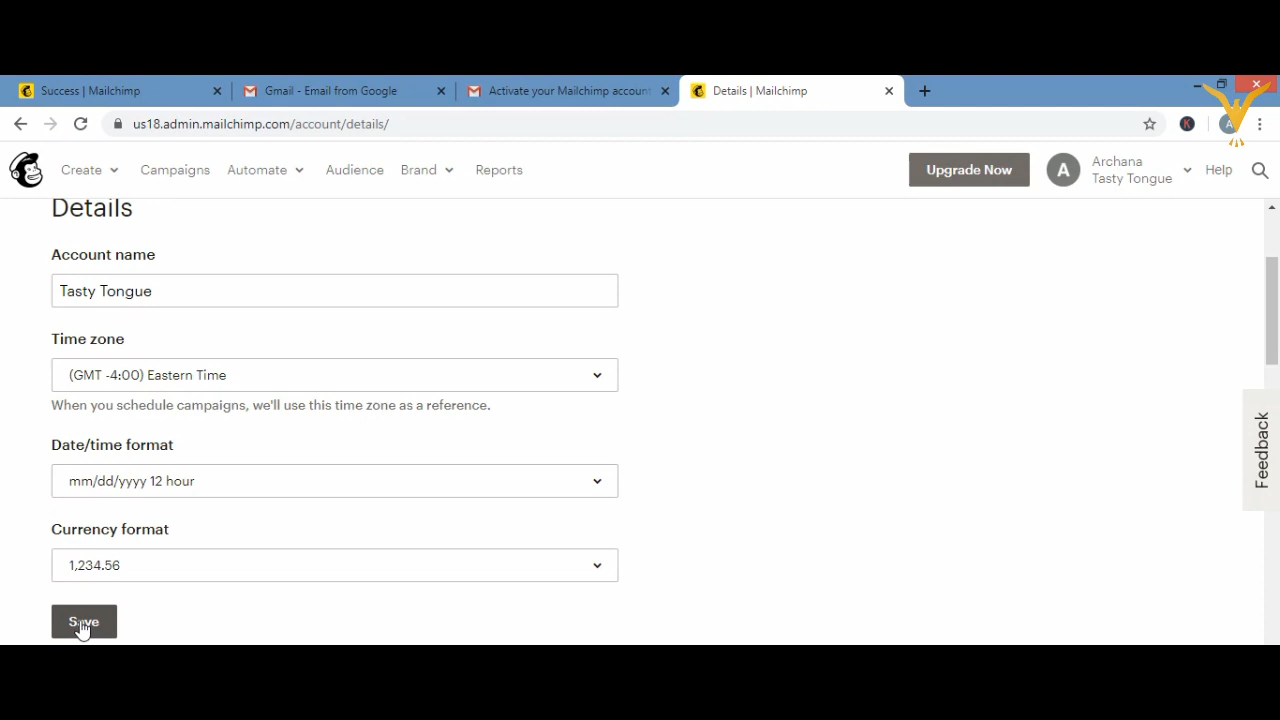 Success | Mailchimp
Gmail - Email from Google
Activate your Mailchimp accoun
Details | Mailchimp
us18.admin.mailchimp.com/account/details/
K
A
Create
Campaigns
Automate
Audience
Brand
Reports
Upgrade Now
A
Archana
Tasty Tongue
Help
Details
Account name
Tasty Tongue
Time zone
(GMT -4:00) Eastern Time
When you schedule campaigns, we'll use this time zone as a reference.
Date/time format
mm/dd/yyyy 12 hour
Currency format
1,234.56
Save
Feedback